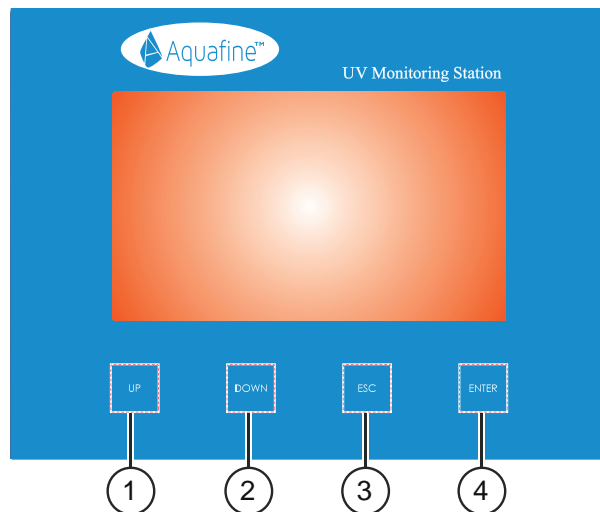 Aquafine™
UV Monitoring Station
UP DOWN ESC ENTER
1 2 3 4